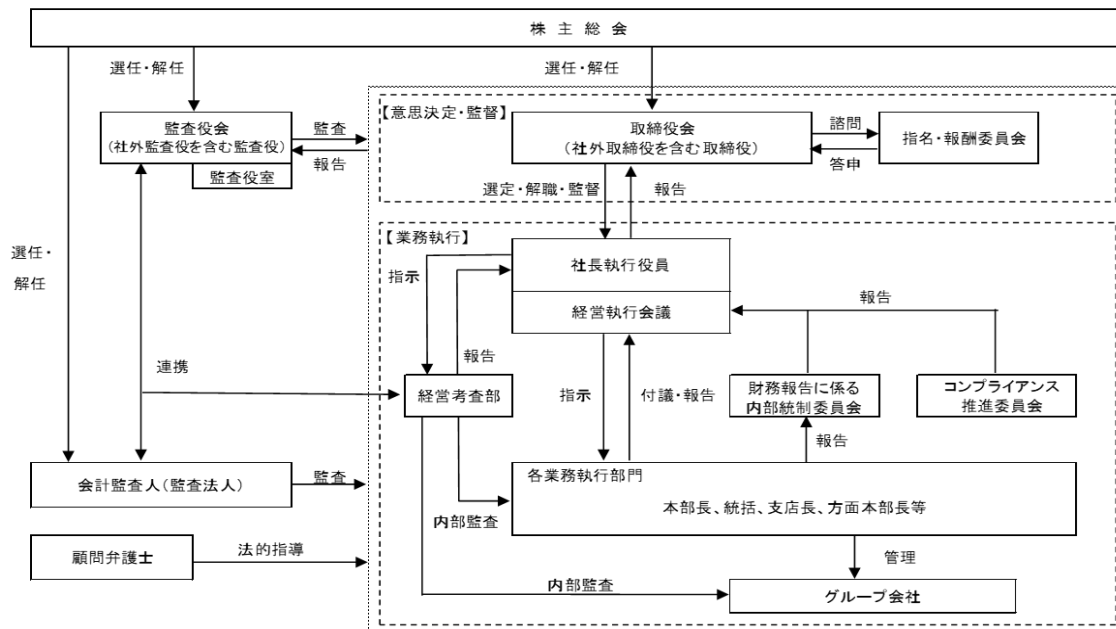 株主総会
選任・解任
選任・解任
【意思決定・監督】
監査役会
(社外監査役を含む監査役)
監査役室
監査
報告
取締役会
(社外取締役を含む取締役)
諮問
答申
指名・報酬委員会
選定・解職・監督
報告
【業務執行】
選任・
解任
指示
社長執行役員
経営執行会議
報告
報告
連携
経営考査部
指示
付議・報告
財務報告に係る
内部統制委員会
コンプライアンス
推進委員会
報告
会計監査人(監査法人)
監査
各業務執行部門
本部長、統括、支店長、方面本部長等
内部監査
顧問弁護士
法的指導
管理
内部監査
グループ会社